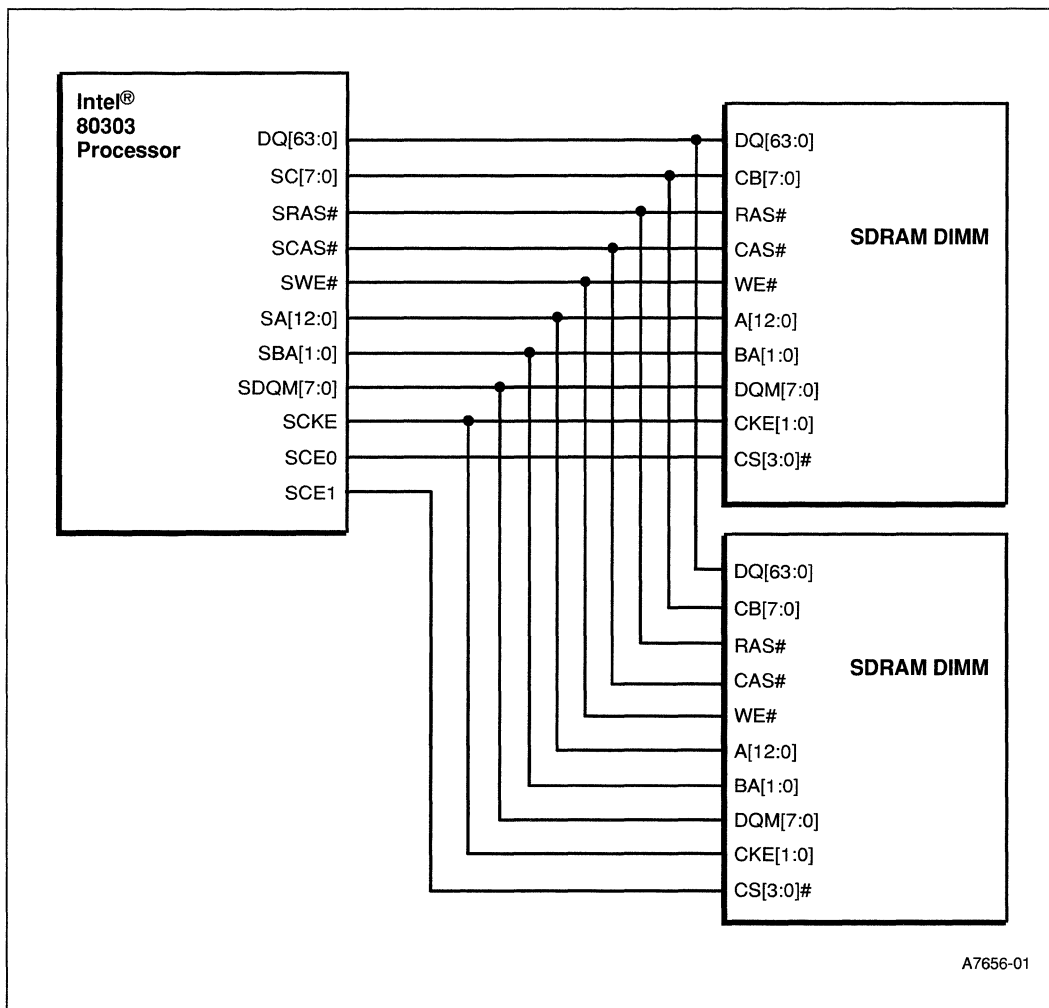 Intel®
80303
Processor
DQ[63:0]
SC[7:0]
SRAS#
SCAS#
SWE#
SA[12:0]
SBA[1:0]
SDQM[7:0]
SCKE
SCE0
SCE1
DQ[63:0]
CB[7:0]
RAS#
CAS#
WE#
A[12:0]
BA[1:0]
DQM[7:0]
CKE[1:0]
CS[3:0]#
SDRAM DIMM
DQ[63:0]
CB[7:0]
RAS#
CAS#
WE#
A[12:0]
BA[1:0]
DQM[7:0]
CKE[1:0]
CS[3:0]#
SDRAM DIMM
A7656-01